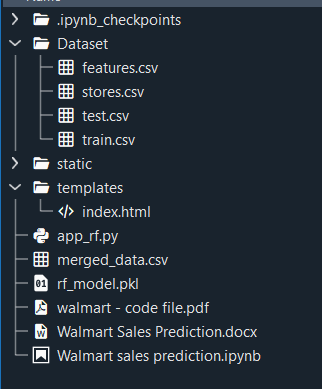 .ipynb_checkpoints
Dataset
features.csv
stores.csv
test.csv
train.csv
static
templates
index.html
app_rf.py
merged_data.csv
01 rf_model.pkl
walmart - code file.pdf
Walmart Sales Prediction.docx
Walmart sales prediction.ipynb